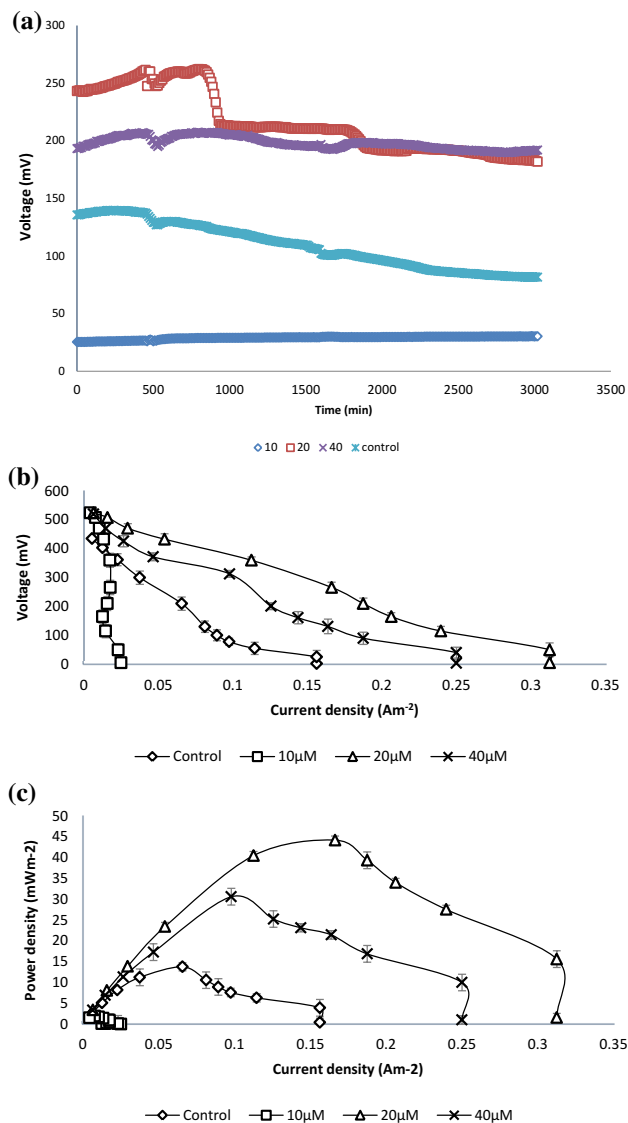 (a)
300
250
200
150
100
50
0
Voltage (mV)
0 500 1000 1500 2000 2500 3000 3500
Time (min)
10 20 40 control
(b)
600
500
400
300
200
100
0
Voltage (mV)
0 0.05 0.1 0.15 0.2 0.25 0.3 0.35
Current density (Am⁻²)
Control 10µM 20µM 40µM
(c)
50
45
40
35
30
25
20
15
10
5
0
Power density (mWm-2)
0 0.05 0.1 0.15 0.2 0.25 0.3 0.35
Current density (Am-2)
Control 10µM 20µM 40µM